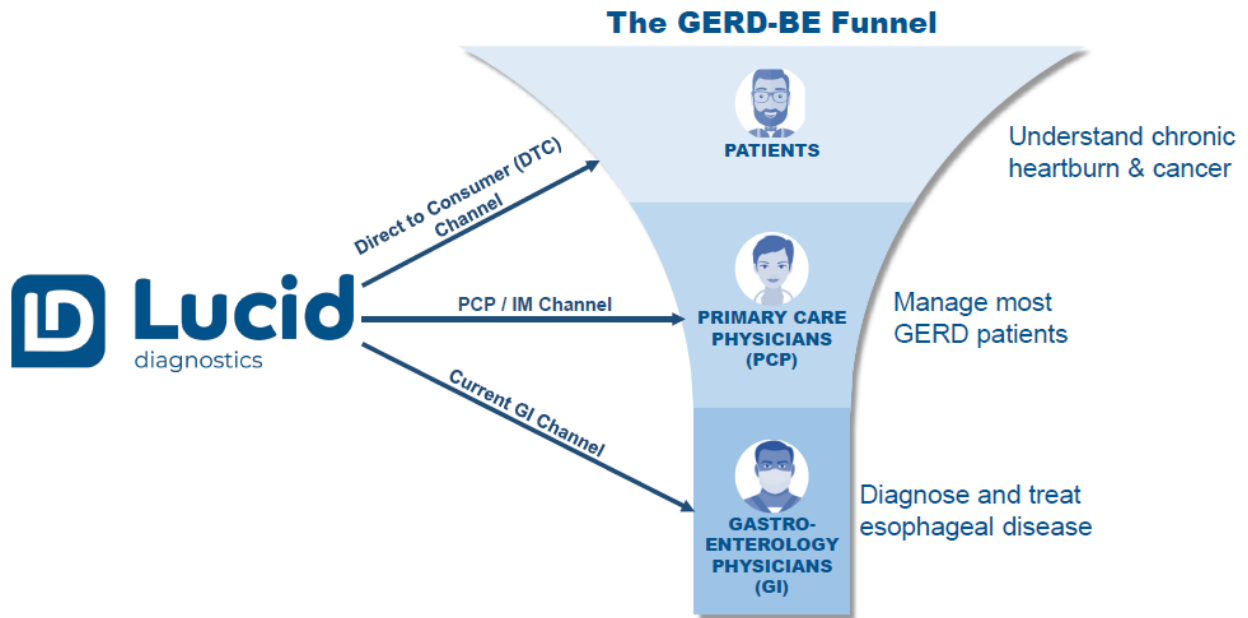 The GERD-BE Funnel
PATIENTS
Understand chronic
heartburn & cancer
Direct to Consumer (DTC)
Channel
LD
Lucid
diagnostics
PCP / IM Channel
PRIMARY CARE
PHYSICIANS
(PCP)
Manage most
GERD patients
Current GI Channel
GASTRO-
ENTEROLOGY
PHYSICIANS
(GI)
Diagnose and treat
esophageal disease